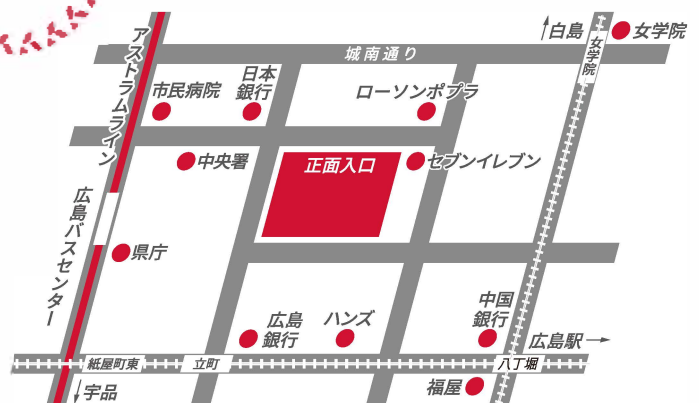 白島
女学院
女学院
城南通り
アストラムライン
市民病院
日本
銀行
ローソンポプラ
中央署
正面入口
セブンイレブン
広島バスセンター
県庁
広島
銀行
ハンズ
中国
銀行
広島駅
紙屋町東
立町
八丁堀
宇品
福屋